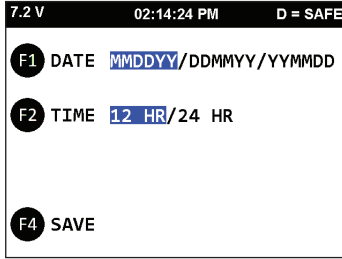 7.2 V 02:14:24 PM D = SAFE
F1 DATE MMDDYY/DDMMYY/YYMMDD
F2 TIME 12 HR/24 HR
F4 SAVE